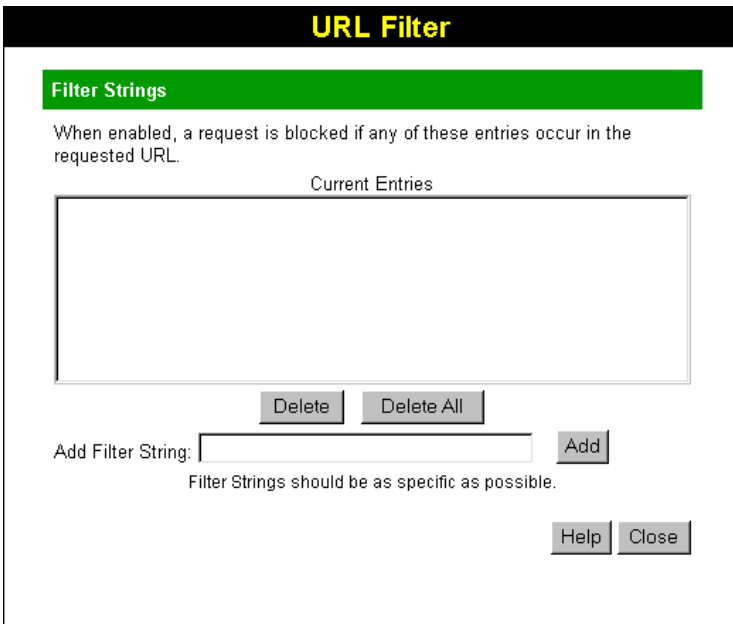 URL Filter
Filter Strings
When enabled, a request is blocked if any of these entries occur in the
requested URL.
Current Entries
Delete
Delete All
Add Filter String:
Add
Filter Strings should be as specific as possible.
Help
Close